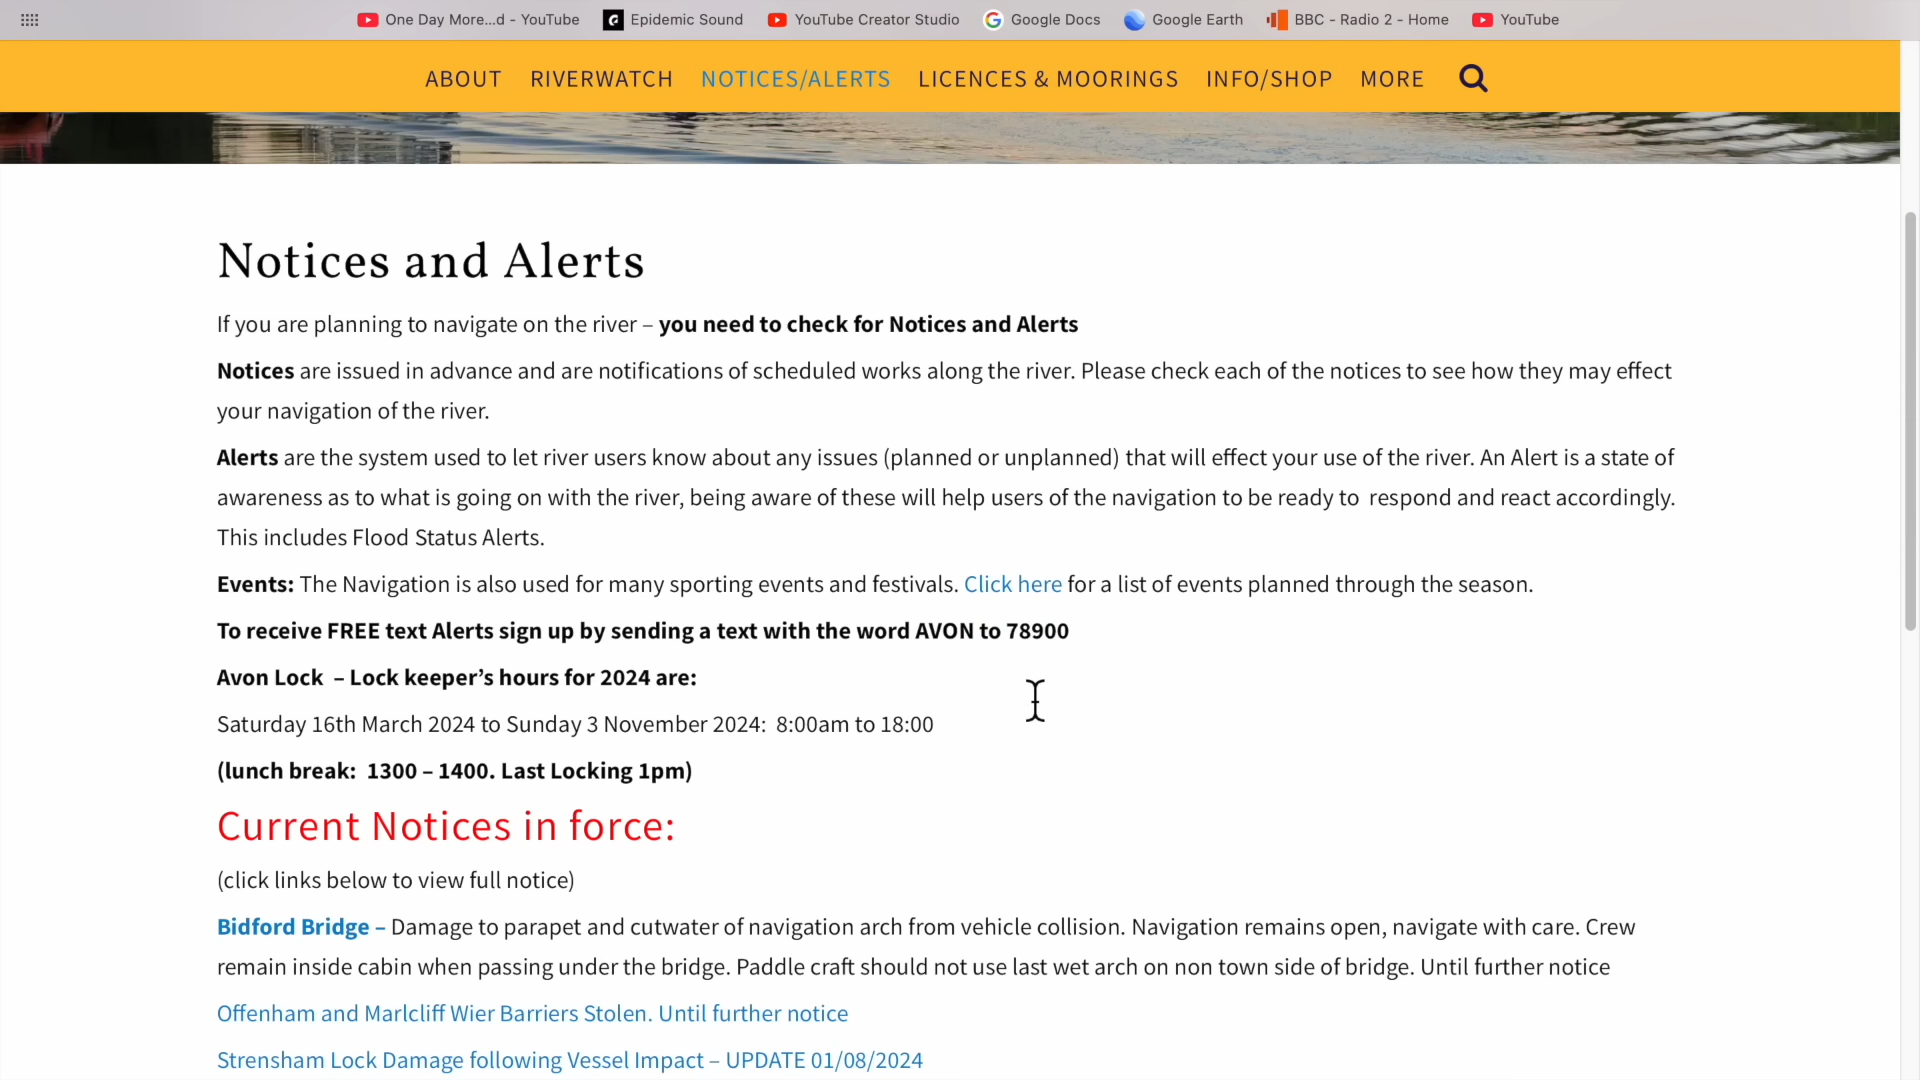 One Day More...d - YouTube Epidemic Sound YouTube Creator Studio Google Docs Google Earth BBC - Radio 2 - Home YouTube
ABOUT RIVERWATCH NOTICES/ALERTS LICENCES & MOORINGS INFO/SHOP MORE
Notices and Alerts
If you are planning to navigate on the river – you need to check for Notices and Alerts
Notices are issued in advance and are notifications of scheduled works along the river. Please check each of the notices to see how they may effect
your navigation of the river.
Alerts are the system used to let river users know about any issues (planned or unplanned) that will effect your use of the river. An Alert is a state of
awareness as to what is going on with the river, being aware of these will help users of the navigation to be ready to respond and react accordingly.
This includes Flood Status Alerts.
Events: The Navigation is also used for many sporting events and festivals. Click here for a list of events planned through the season.
To receive FREE text Alerts sign up by sending a text with the word AVON to 78900
Avon Lock – Lock keeper’s hours for 2024 are:
Saturday 16th March 2024 to Sunday 3 November 2024: 8:00am to 18:00
(lunch break: 1300 – 1400. Last Locking 1pm)
Current Notices in force:
(click links below to view full notice)
Bidford Bridge – Damage to parapet and cutwater of navigation arch from vehicle collision. Navigation remains open, navigate with care. Crew
remain inside cabin when passing under the bridge. Paddle craft should not use last wet arch on non town side of bridge. Until further notice
Offenham and Marlcliff Wier Barriers Stolen. Until further notice
Strensham Lock Damage following Vessel Impact – UPDATE 01/08/2024